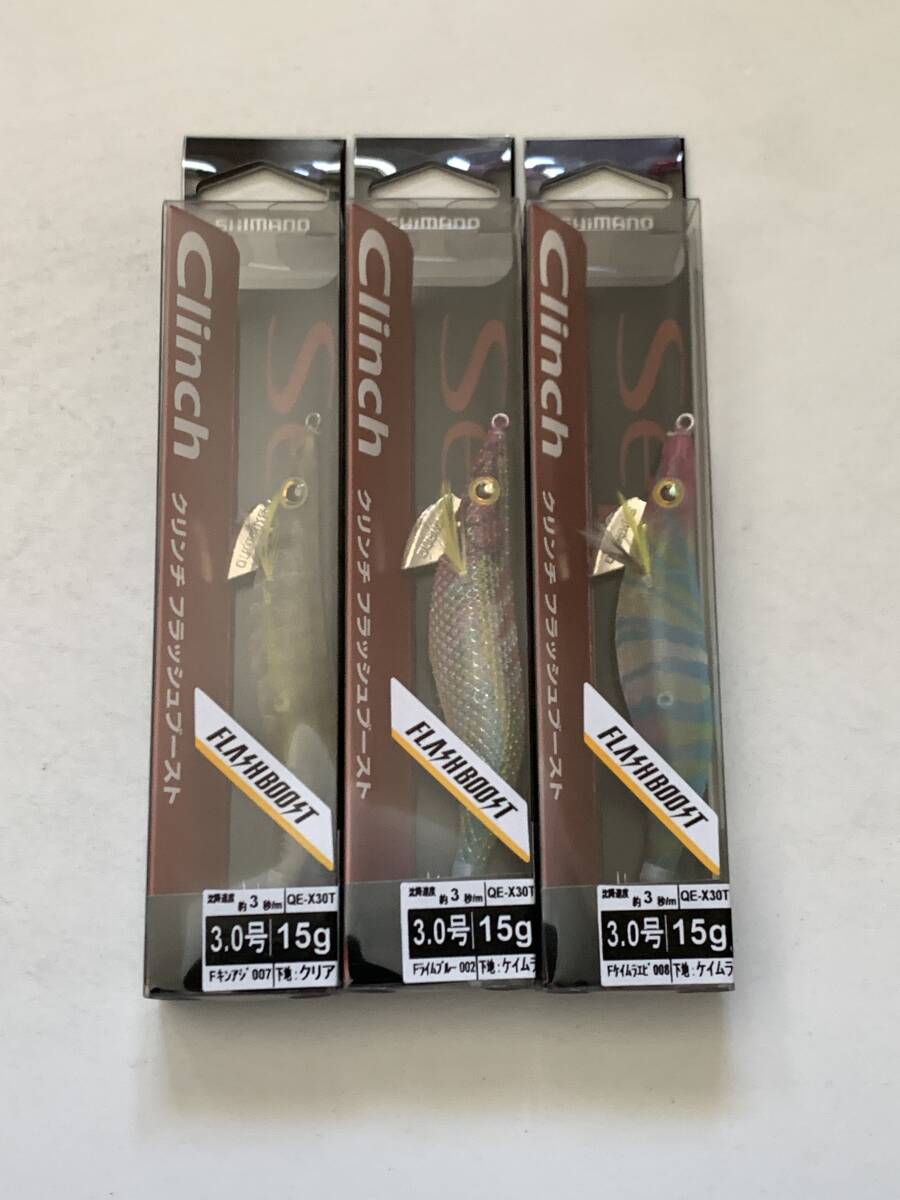 SHIMANO
Clinch
クリンチ フラッシュブースト
Se
FLASHBOOST
沈降速度 約3秒/m QE-X30T
3.0号 15g
Fキンアジ 007 下地:クリア
SHIMANO
Clinch
クリンチ フラッシュブースト
Se
FLASHBOOST
沈降速度 約3秒/m QE-X30T
3.0号 15g
Fライムブルー 002 下地:ケイムラ
SHIMANO
Clinch
クリンチ フラッシュブースト
Se
FLASHBOOST
沈降速度 約3秒/m QE-X30T
3.0号 15g
Fケイムラエビ 008 下地:ケイムラ